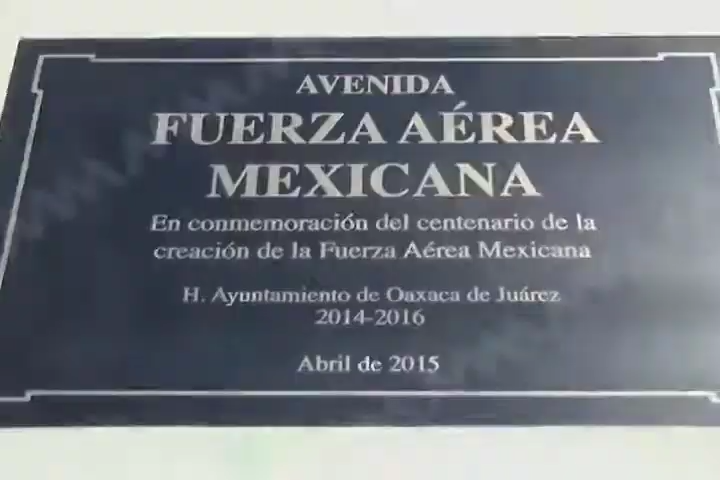 AVENIDA
FUERZA AÉREA
MEXICANA
En conmemoración del centenario de la
creación de la Fuerza Aérea Mexicana
H. Ayuntamiento de Oaxaca de Juárez
2014-2016
Abril de 2015